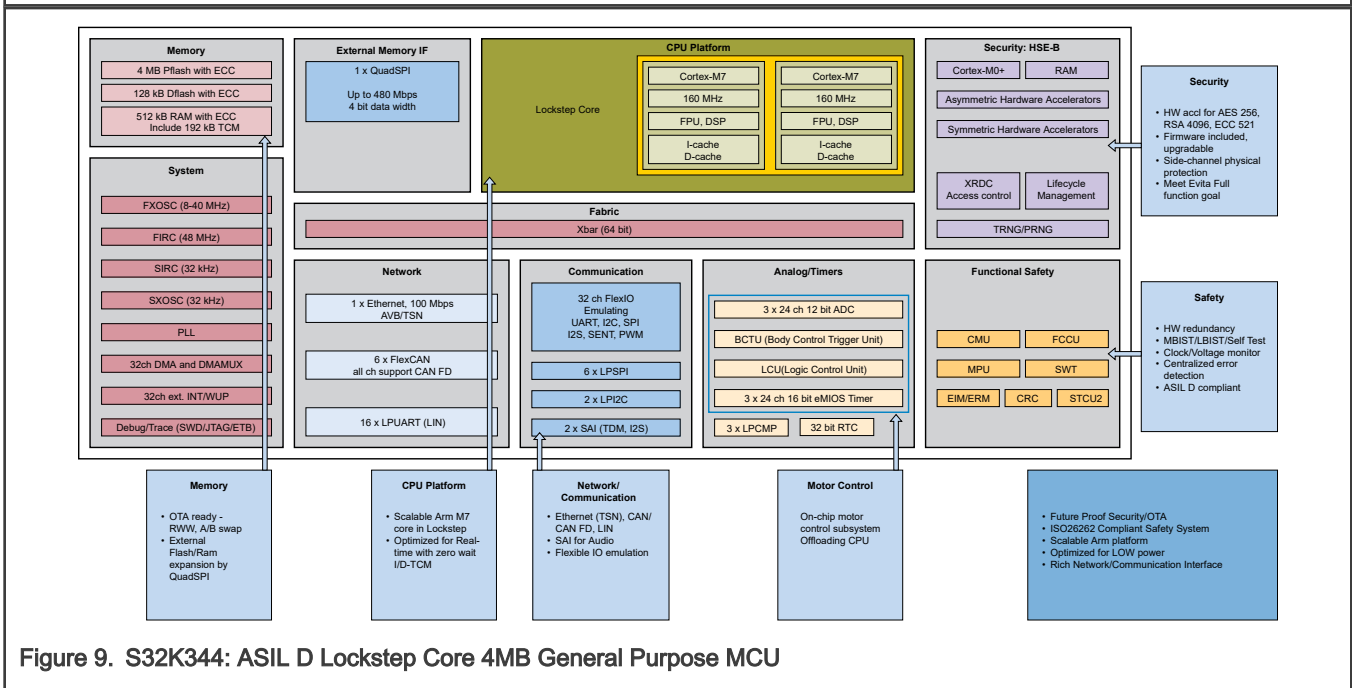 Memory
4 MB Pflash with ECC
128 kB Dflash with ECC
512 kB RAM with ECC
Include 192 kB TCM
External Memory IF
1 x QuadSPI
Up to 480 Mbps
4 bit data width
CPU Platform
Lockstep Core
Cortex-M7
160 MHz
FPU, DSP
I-cache
D-cache
Cortex-M7
160 MHz
FPU, DSP
I-cache
D-cache
Security: HSE-B
Cortex-M0+
RAM
Asymmetric Hardware Accelerators
Symmetric Hardware Accelerators
XRDC
Access control
Lifecycle
Management
TRNG/PRNG
Security
• HW accl for AES 256,
RSA 4096, ECC 521
• Firmware included,
upgradable
• Side-channel physical
protection
• Meet Evita Full
function goal
System
FXOSC (8-40 MHz)
FIRC (48 MHz)
SIRC (32 kHz)
SXOSC (32 kHz)
PLL
32ch DMA and DMAMUX
32ch ext. INT/WUP
Debug/Trace (SWD/JTAG/ETB)
Fabric
Xbar (64 bit)
Network
1 x Ethernet, 100 Mbps
AVB/TSN
6 x FlexCAN
all ch support CAN FD
16 x LPUART (LIN)
Communication
32 ch FlexIO
Emulating
UART, I2C, SPI
I2S, SENT, PWM
6 x LPSPI
2 x LPI2C
2 x SAI (TDM, I2S)
Analog/Timers
3 x 24 ch 12 bit ADC
BCTU (Body Control Trigger Unit)
LCU(Logic Control Unit)
3 x 24 ch 16 bit eMIOS Timer
3 x LPCMP
32 bit RTC
Functional Safety
CMU
FCCU
MPU
SWT
EIM/ERM
CRC
STCU2
Safety
• HW redundancy
• MBIST/LBIST/Self Test
• Clock/Voltage monitor
• Centralized error
detection
• ASIL D compliant
Memory
• OTA ready -
RWW, A/B swap
• External
Flash/Ram
expansion by
QuadSPI
CPU Platform
• Scalable Arm M7
core in Lockstep
• Optimized for Real-
time with zero wait
I/D-TCM
Network/
Communication
• Ethernet (TSN), CAN/
CAN FD, LIN
• SAI for Audio
• Flexible IO emulation
Motor Control
On-chip motor
control subsystem
Offloading CPU
• Future Proof Security/OTA
• ISO26262 Compliant Safety System
• Scalable Arm platform
• Optimized for LOW power
• Rich Network/Communication Interface
Figure 9. S32K344: ASIL D Lockstep Core 4MB General Purpose MCU